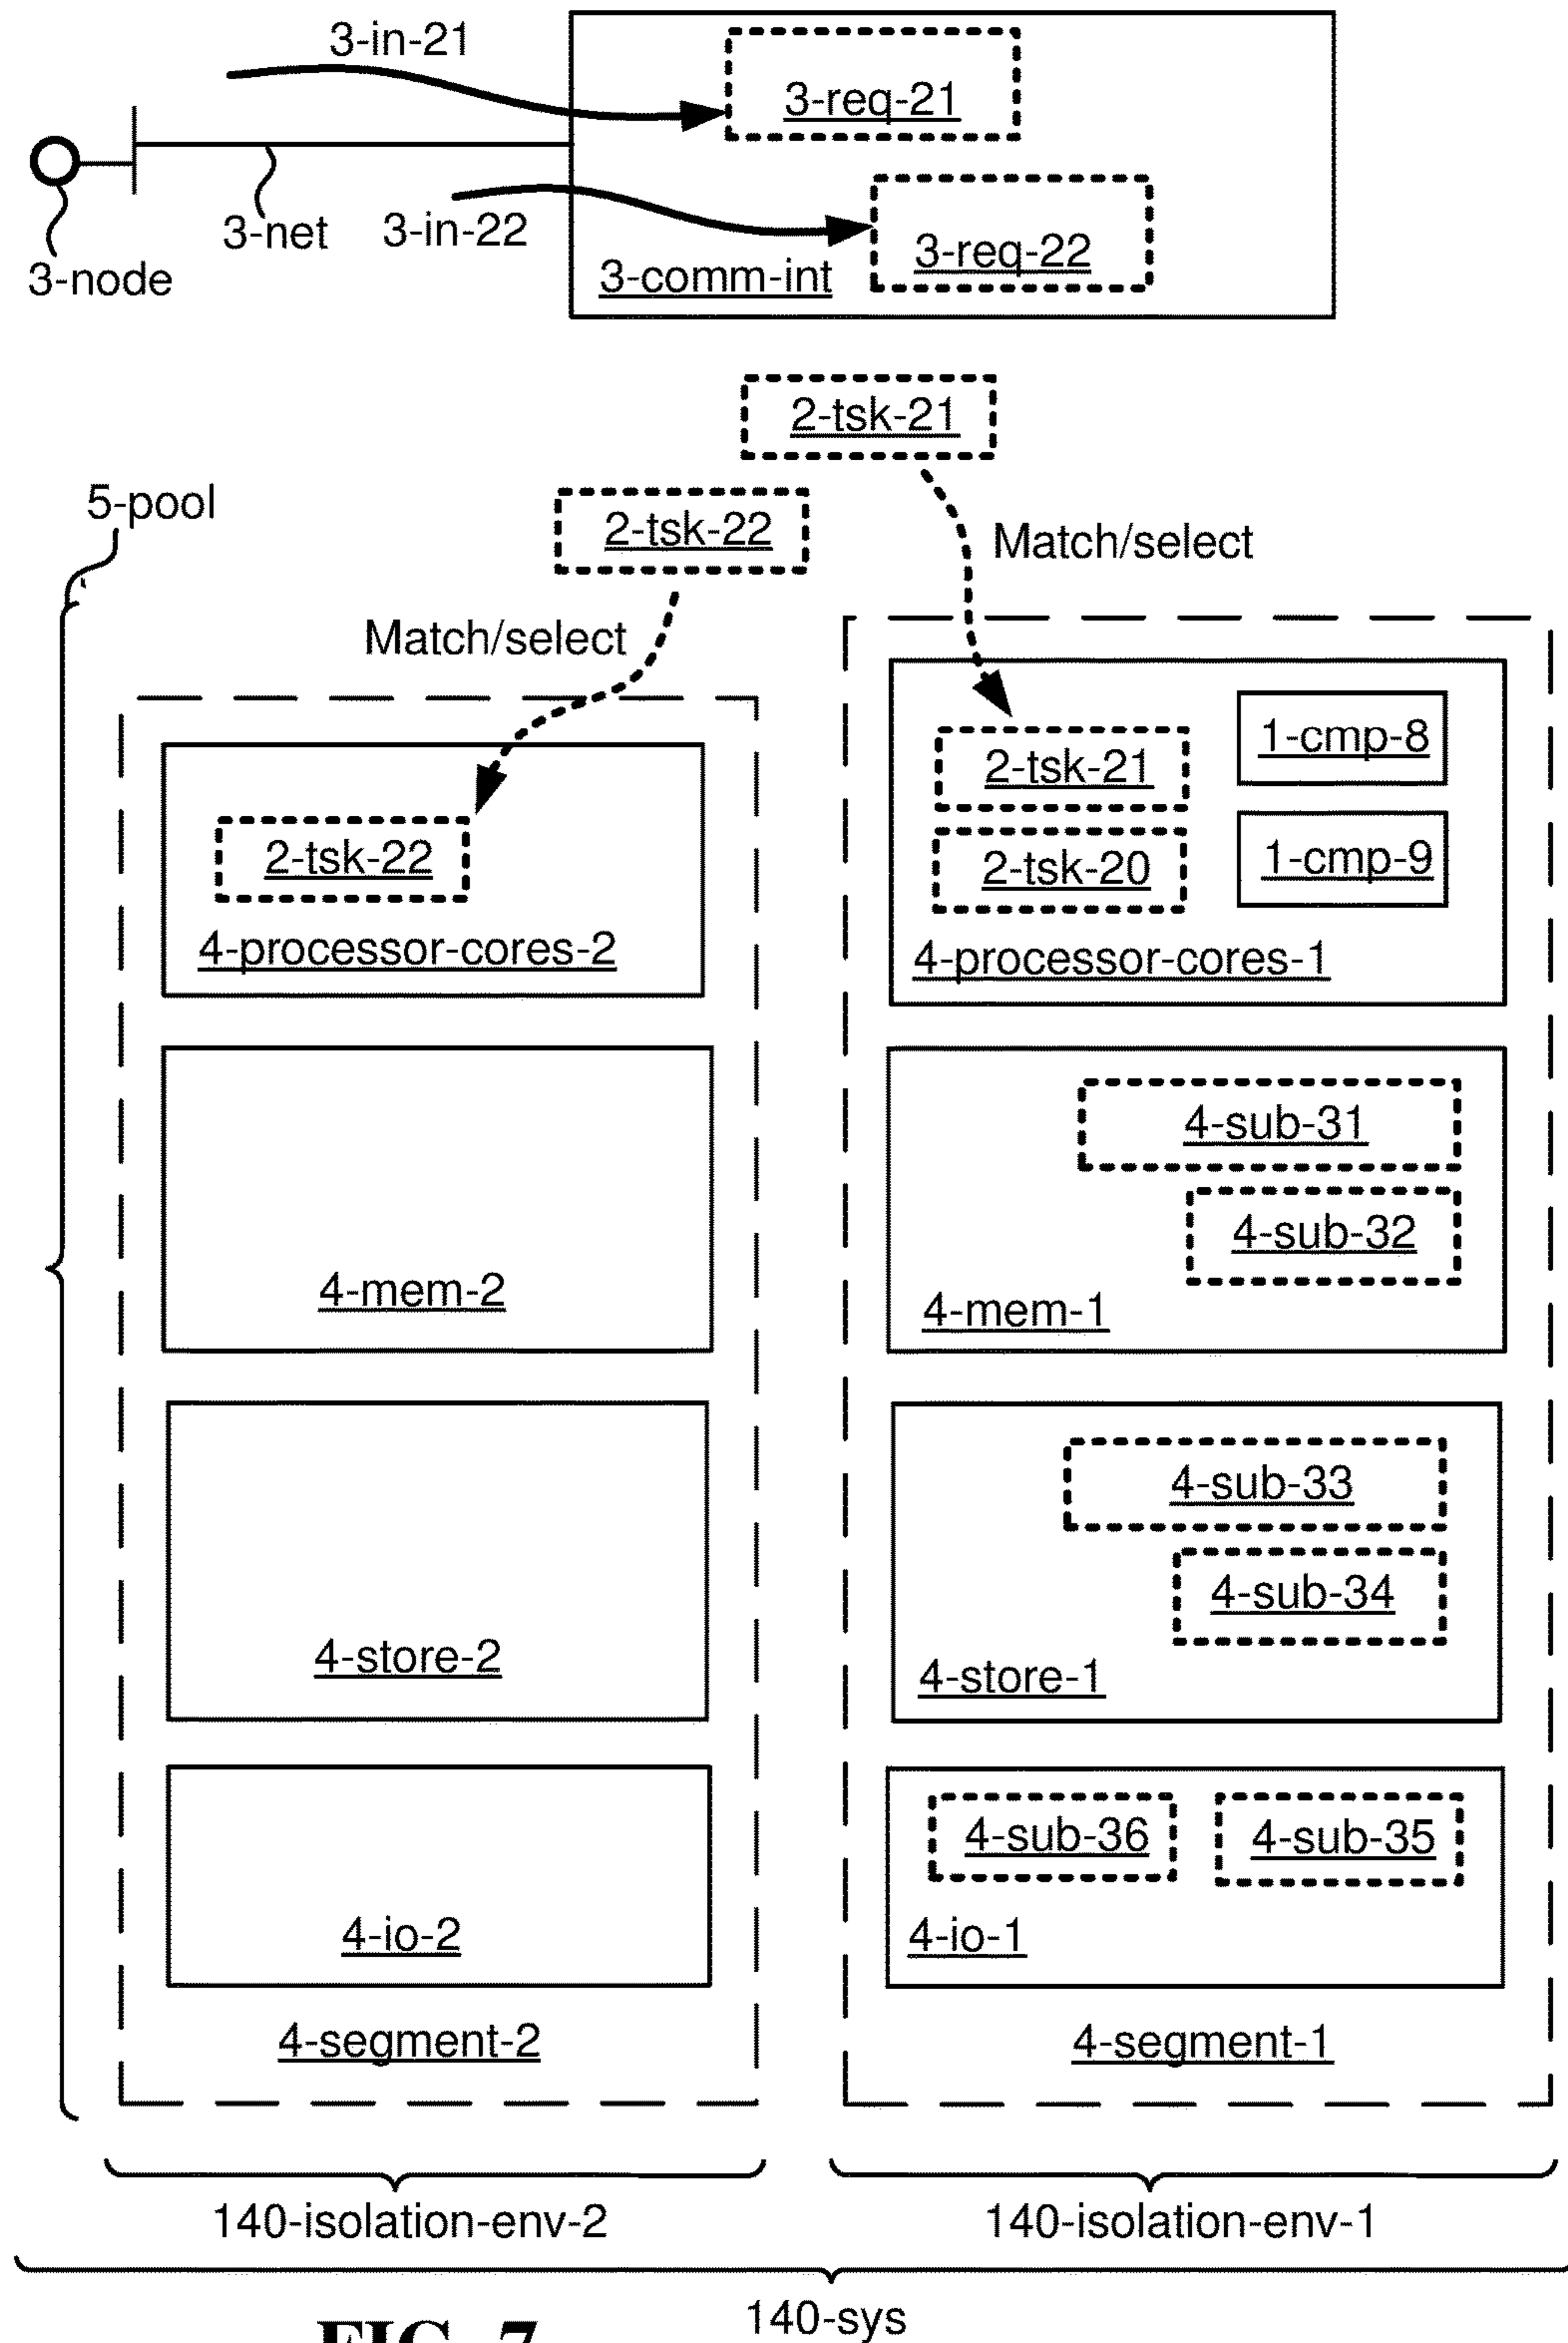 3-in-21
3-req-21
3-net
3-in-22
3-req-22
3-node
3-comm-int
2-tsk-21
5-pool
2-tsk-22
Match/select
Match/select
1-cmp-8
2-tsk-21
2-tsk-22
2-tsk-20
1-cmp-9
4-processor-cores-2
4-processor-cores-1
4-sub-31
4-sub-32
4-mem-2
4-mem-1
4-sub-33
4-sub-34
4-store-2
4-store-1
4-sub-36
4-sub-35
4-io-2
4-io-1
4-segment-2
4-segment-1
140-isolation-env-2
140-isolation-env-1
140-sys
FIG. 7